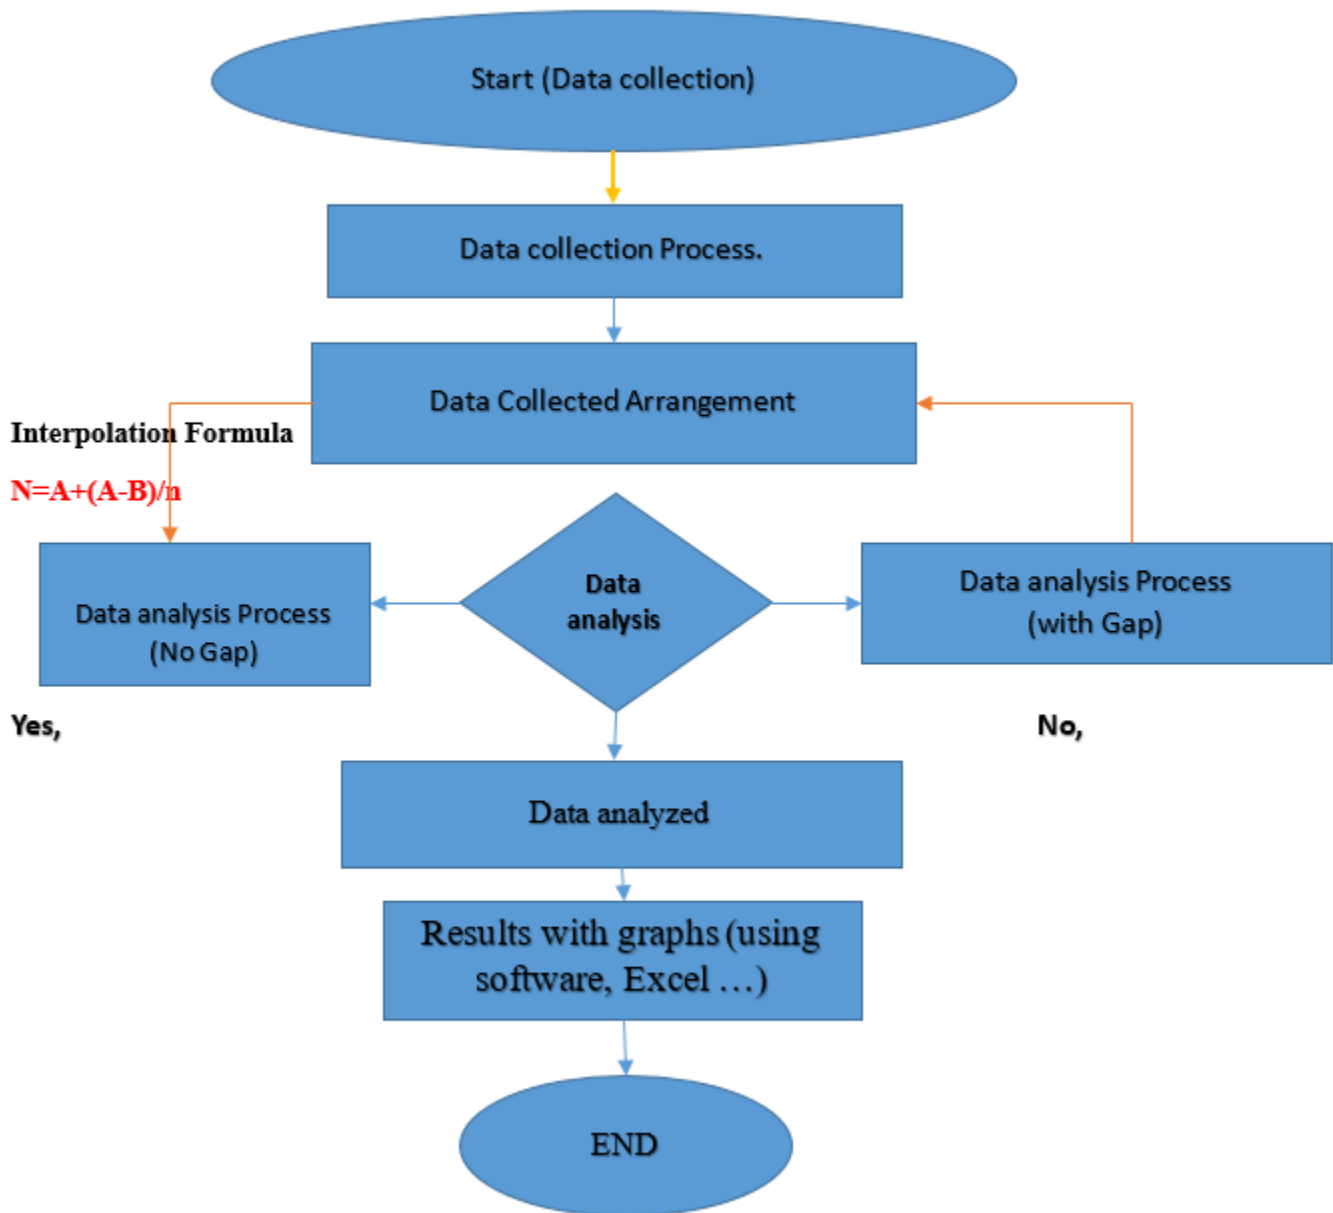 Start (Data collection)
Data collection Process.
Data Collected Arrangement
Interpolation Formula
N=A+(A-B)/n
Data analysis Process
(No Gap)
Data
analysis
Data analysis Process
(with Gap)
Yes,
No,
Data analyzed
Results with graphs (using
software, Excel …)
END